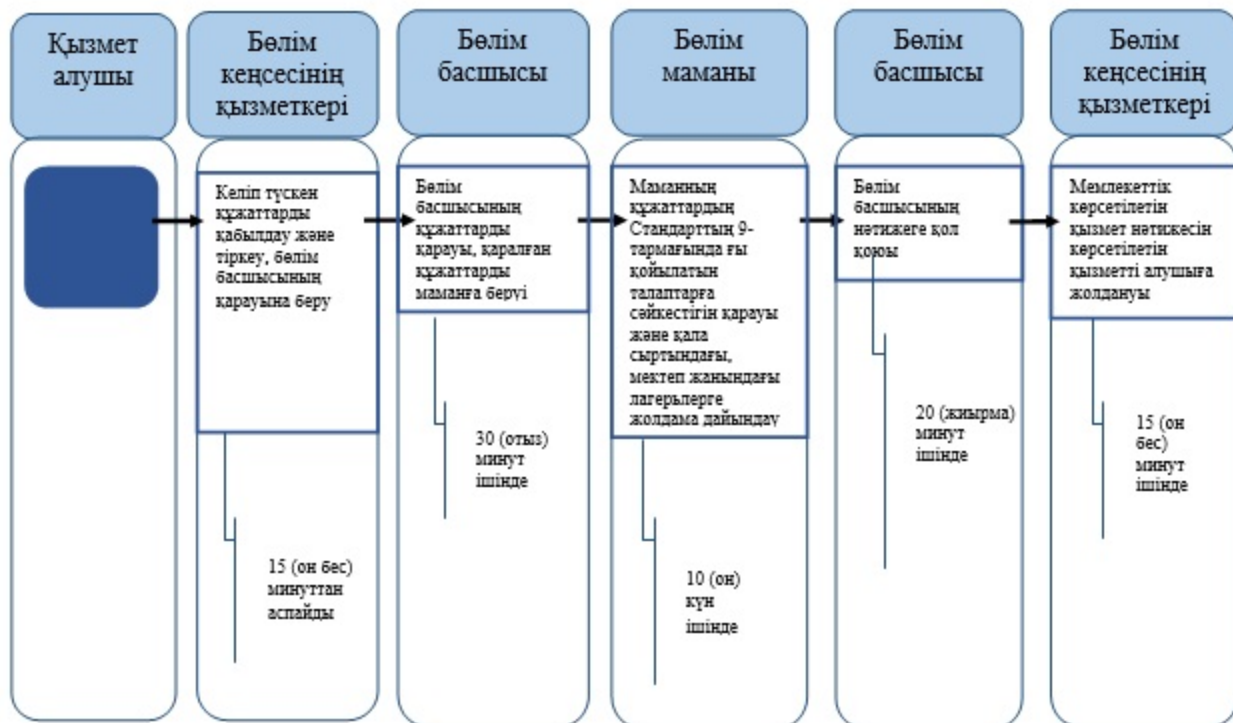 Қызмет
алушы
Бөлім
кеңсесінің
қызметкері
Бөлім
басшысы
Бөлім
маманы
Бөлім
басшысы
Бөлім
кеңсесінің
қызметкері
Келіп түскен
құжаттарды
қабылдау және
тіркеу, бөлім
басшысының
қарауына беру
15 (он бес)
минуттан
аспайды
Бөлім
басшысының
құжаттарды
қарауы, қаралған
құжаттарды
маманға беруі
30 (отыз)
минут
ішінде
Маманның
құжаттардың
Стандарттың 9-
тармағында ғы
қойылатын
талаптарға
сәйкестігін қарауы
және қала
сыртындағы,
мектеп жанындағы
лагерьлерге
жолдама дайындау
10 (он)
күн
ішінде
Бөлім
басшысының
нәтижеге қол
қоюы
20 (жиырма)
минут
ішінде
Мемлекеттік
көрсетілетін
қызмет нәтижесін
көрсетілетін
қызметті алушыға
жолдануы
15 (он
бес)
минут
ішінде